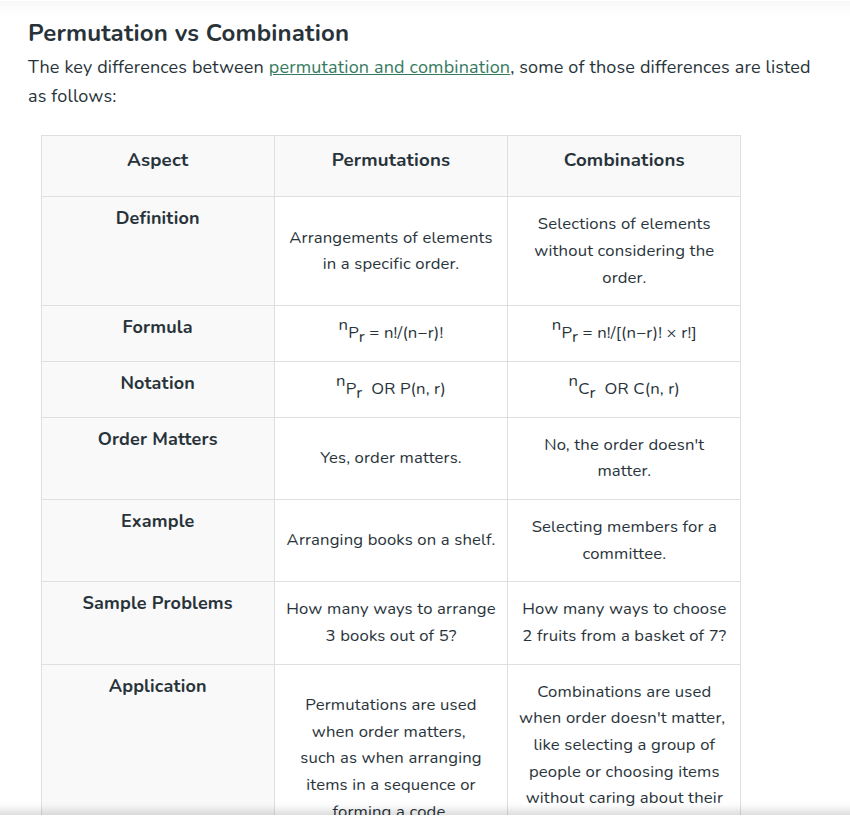 Permutation vs Combination
The key differences between permutation and combination, some of those differences are listed
as follows:
Aspect
Permutations
Combinations
Definition
Arrangements of elements
in a specific order.
Selections of elements
without considering the
order.
Formula
ⁿPᵣ = n!/(n−r)!
ⁿPᵣ = n!/[(n−r)! × r!]
Notation
ⁿPᵣ OR P(n, r)
ⁿCᵣ OR C(n, r)
Order Matters
Yes, order matters.
No, the order doesn't
matter.
Example
Arranging books on a shelf.
Selecting members for a
committee.
Sample Problems
How many ways to arrange
3 books out of 5?
How many ways to choose
2 fruits from a basket of 7?
Application
Permutations are used
when order matters,
such as when arranging
items in a sequence or
forming a code
Combinations are used
when order doesn't matter,
like selecting a group of
people or choosing items
without caring about their